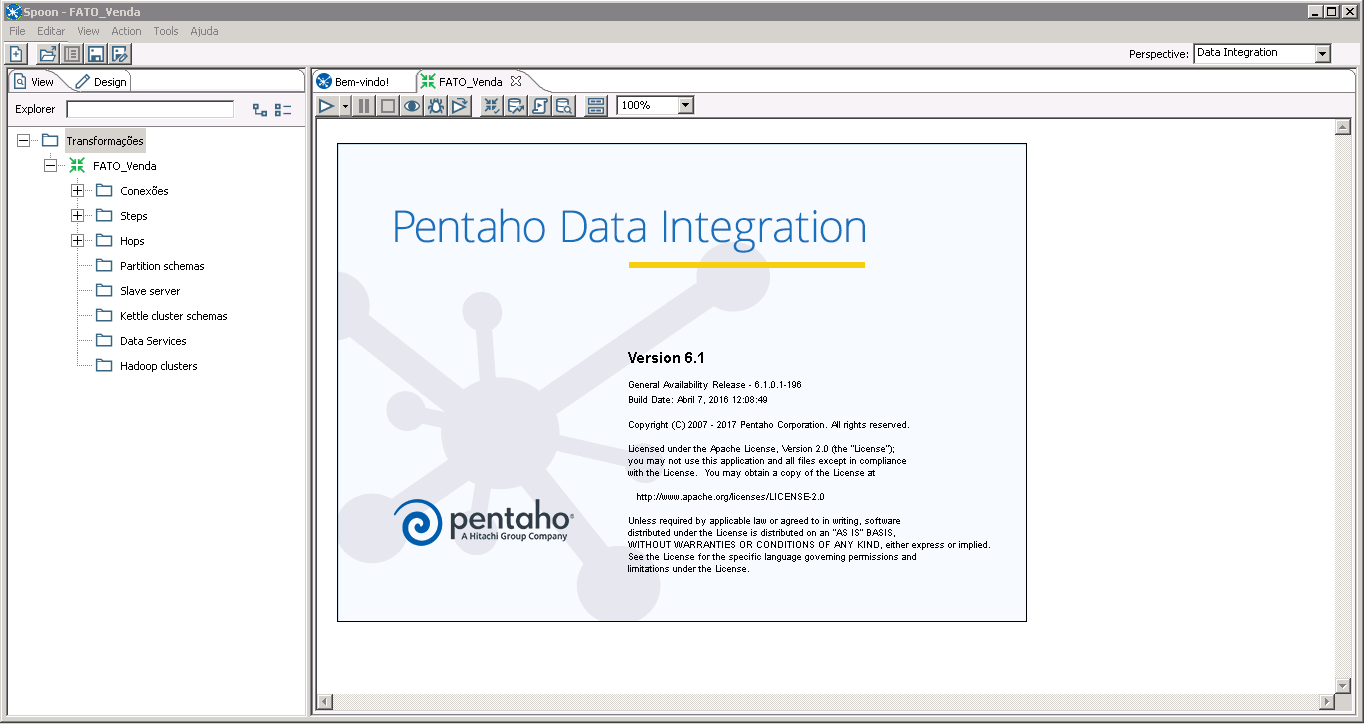 Spoon - FATO_Venda
File Editar View Action Tools Ajuda
Perspective: Data Integration
View Design
Bem-vindo! FATO_Venda
Explorer
100%
Transformações
FATO_Venda
Conexões
Steps
Hops
Partition schemas
Slave server
Kettle cluster schemas
Data Services
Hadoop clusters
Pentaho Data Integration
Version 6.1
General Availability Release - 6.1.0.1-196
Build Date: Abril 7, 2016 12:08:49
Copyright (C) 2007 - 2017 Pentaho Corporation. All rights reserved.
Licensed under the Apache License, Version 2.0 (the "License");
you may not use this application and all files except in compliance
with the License. You may obtain a copy of the License at
http://www.apache.org/licenses/LICENSE-2.0
Unless required by applicable law or agreed to in writing, software
distributed under the License is distributed on an "AS IS" BASIS,
WITHOUT WARRANTIES OR CONDITIONS OF ANY KIND, either express or implied.
See the License for the specific language governing permissions and
limitations under the License.
pentaho®
A Hitachi Group Company